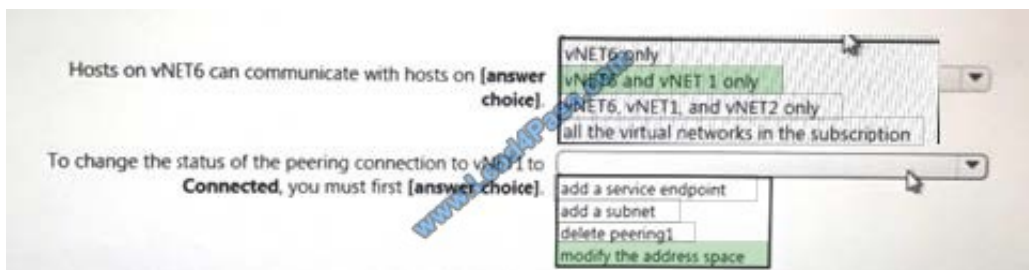 Hosts on vNET6 can communicate with hosts on [answer
choice].
vNET6 only
vNET6 and vNET 1 only
vNET6, vNET1, and vNET2 only
all the virtual networks in the subscription
To change the status of the peering connection to vNET1 to
Connected, you must first [answer choice].
add a service endpoint
add a subnet
delete peering1
modify the address space
www.Lead4Pass.com